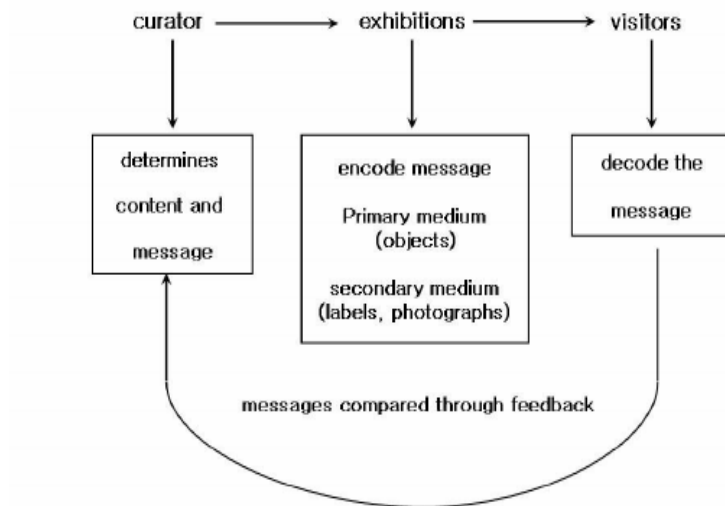 curator
exhibitions
visitors
determines
content and
message
encode message
Primary medium
(objects)
secondary medium
(labels, photographs)
decode the
message
messages compared through feedback